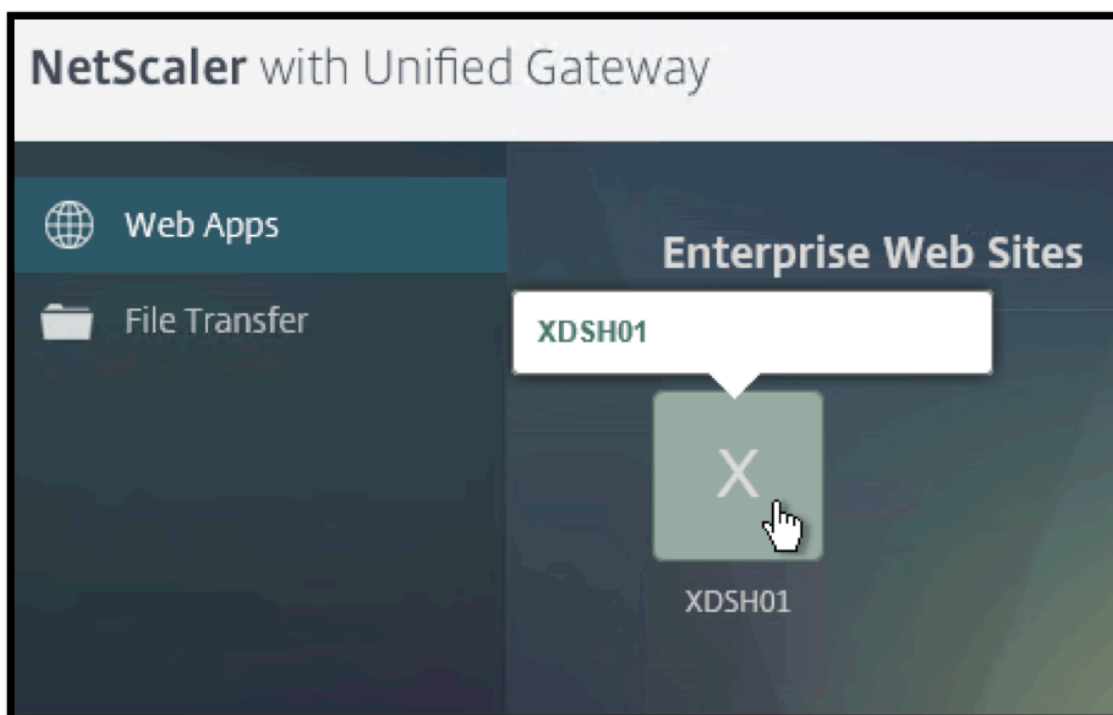 NetScaler with Unified Gateway
Web Apps
File Transfer
Enterprise Web Sites
XDSH01
X
XDSH01